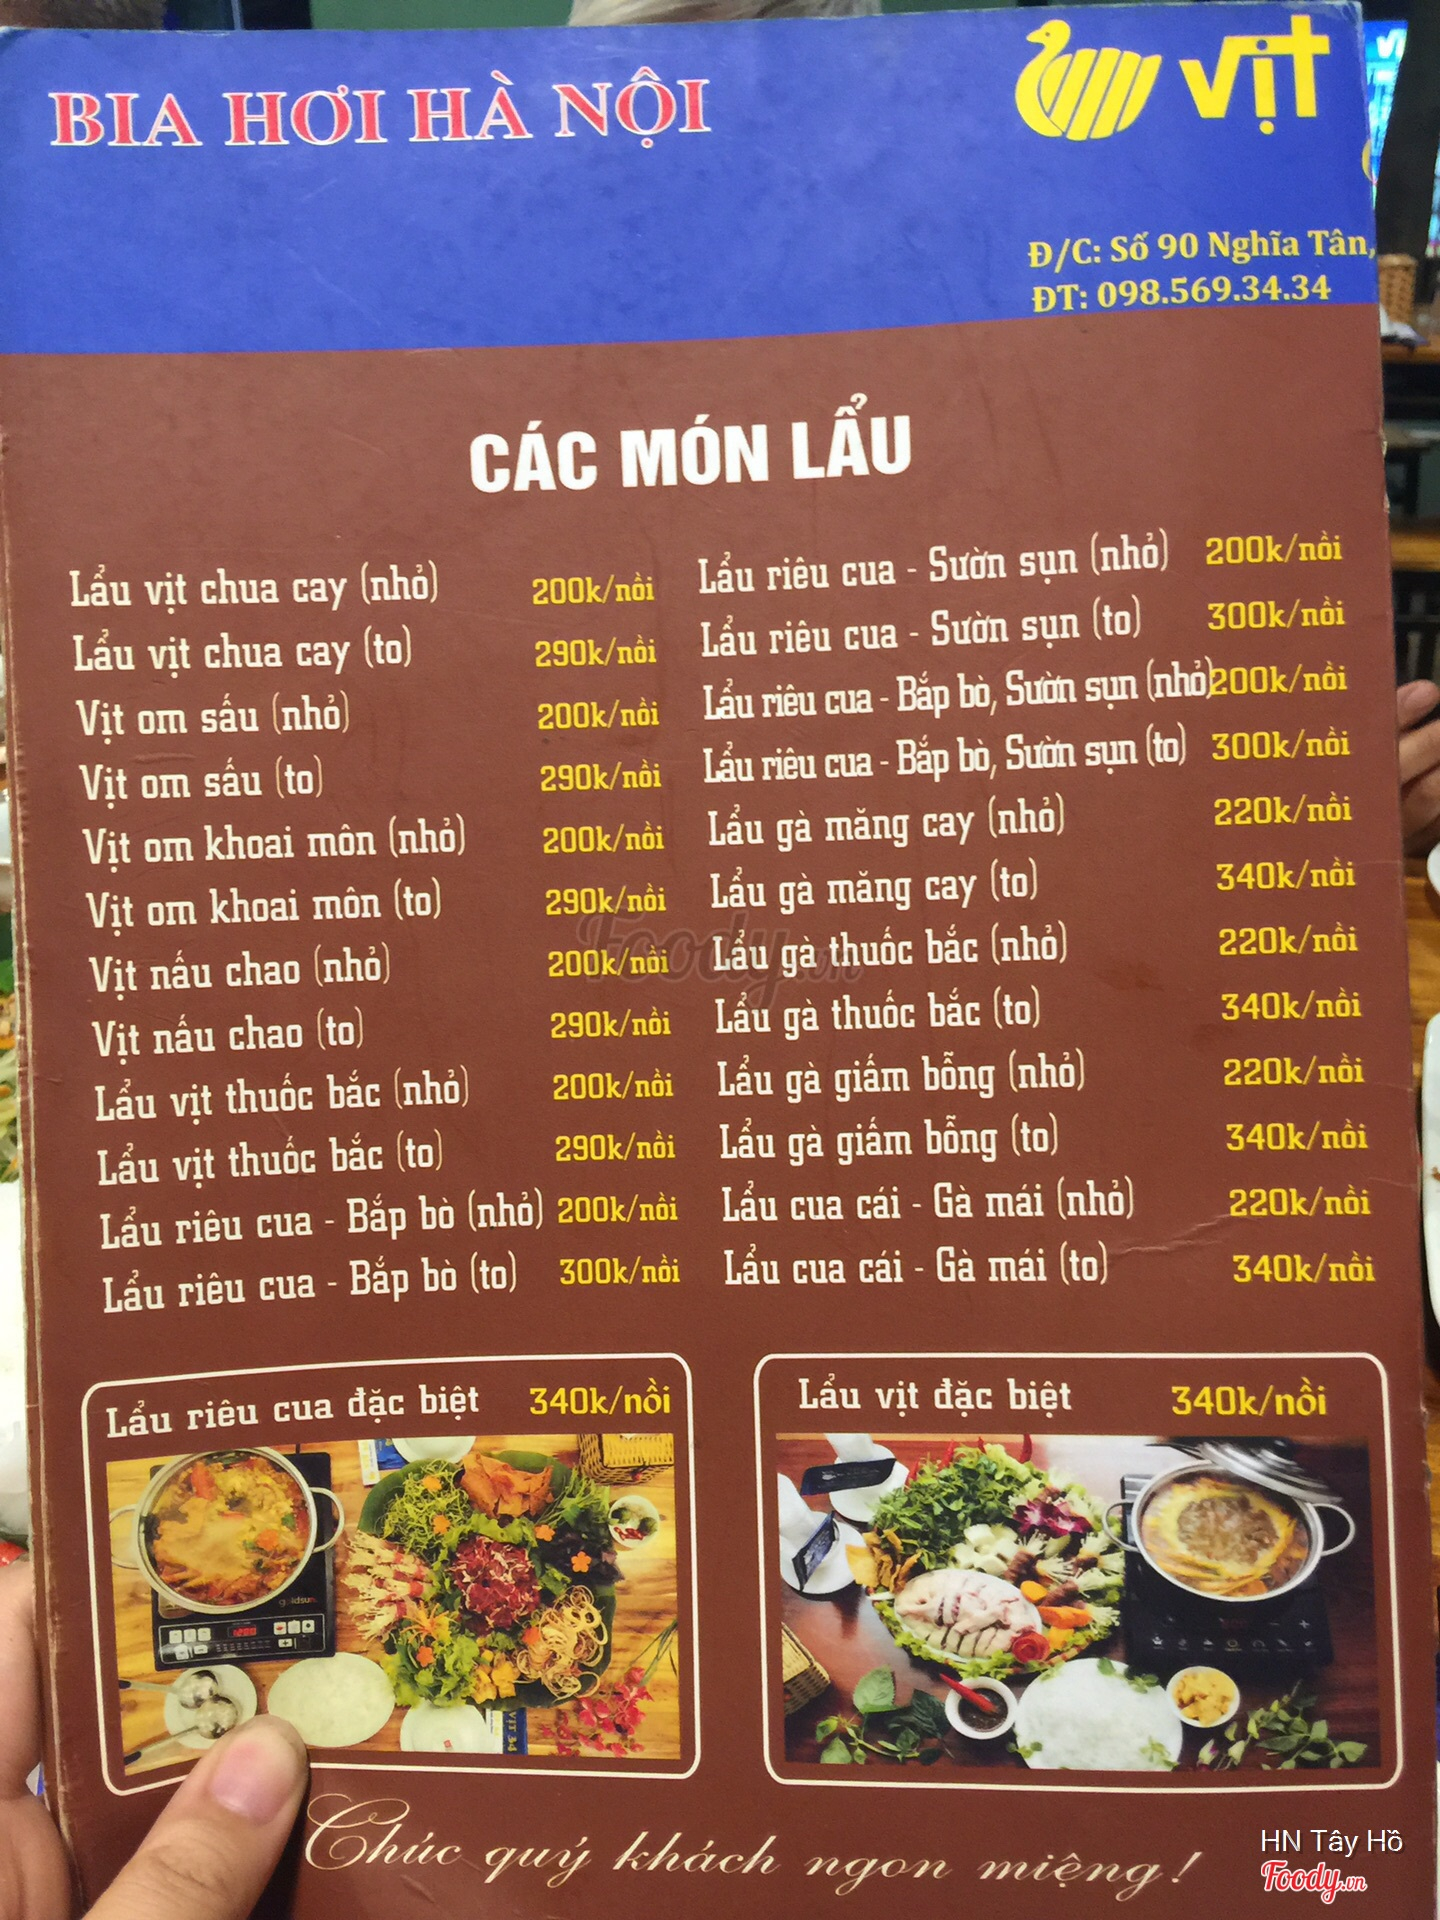 BIA HƠI HÀ NỘI
Vịt
Đ/C: Số 90 Nghĩa Tân,
ĐT: 098.569.34.34
CÁC MÓN LẨU
Lẩu vịt chua cay (nhỏ) 200k/nồi
Lẩu vịt chua cay (to) 290k/nồi
Vịt om sấu (nhỏ) 200k/nồi
Vịt om sấu (to) 290k/nồi
Vịt om khoai môn (nhỏ) 200k/nồi
Vịt om khoai môn (to) 290k/nồi
Vịt nấu chao (nhỏ) 200k/nồi
Vịt nấu chao (to) 290k/nồi
Lẩu vịt thuốc bắc (nhỏ) 200k/nồi
Lẩu vịt thuốc bắc (to) 290k/nồi
Lẩu riêu cua - Bắp bò (nhỏ) 200k/nồi
Lẩu riêu cua - Bắp bò (to) 300k/nồi
Lẩu riêu cua - Sườn sụn (nhỏ) 200k/nồi
Lẩu riêu cua - Sườn sụn (to) 300k/nồi
Lẩu riêu cua - Bắp bò, Sườn sụn (nhỏ) 200k/nồi
Lẩu riêu cua - Bắp bò, Sườn sụn (to) 300k/nồi
Lẩu gà măng cay (nhỏ) 220k/nồi
Lẩu gà măng cay (to) 340k/nồi
Lẩu gà thuốc bắc (nhỏ) 220k/nồi
Lẩu gà thuốc bắc (to) 340k/nồi
Lẩu gà giấm bỗng (nhỏ) 220k/nồi
Lẩu gà giấm bỗng (to) 340k/nồi
Lẩu cua cái - Gà mái (nhỏ) 220k/nồi
Lẩu cua cái - Gà mái (to) 340k/nồi
Foody.vn
Lẩu riêu cua đặc biệt 340k/nồi
Lẩu vịt đặc biệt 340k/nồi
VỊT 34
Chúc quý khách ngon miệng!
HN Tây Hồ
Foody.vn